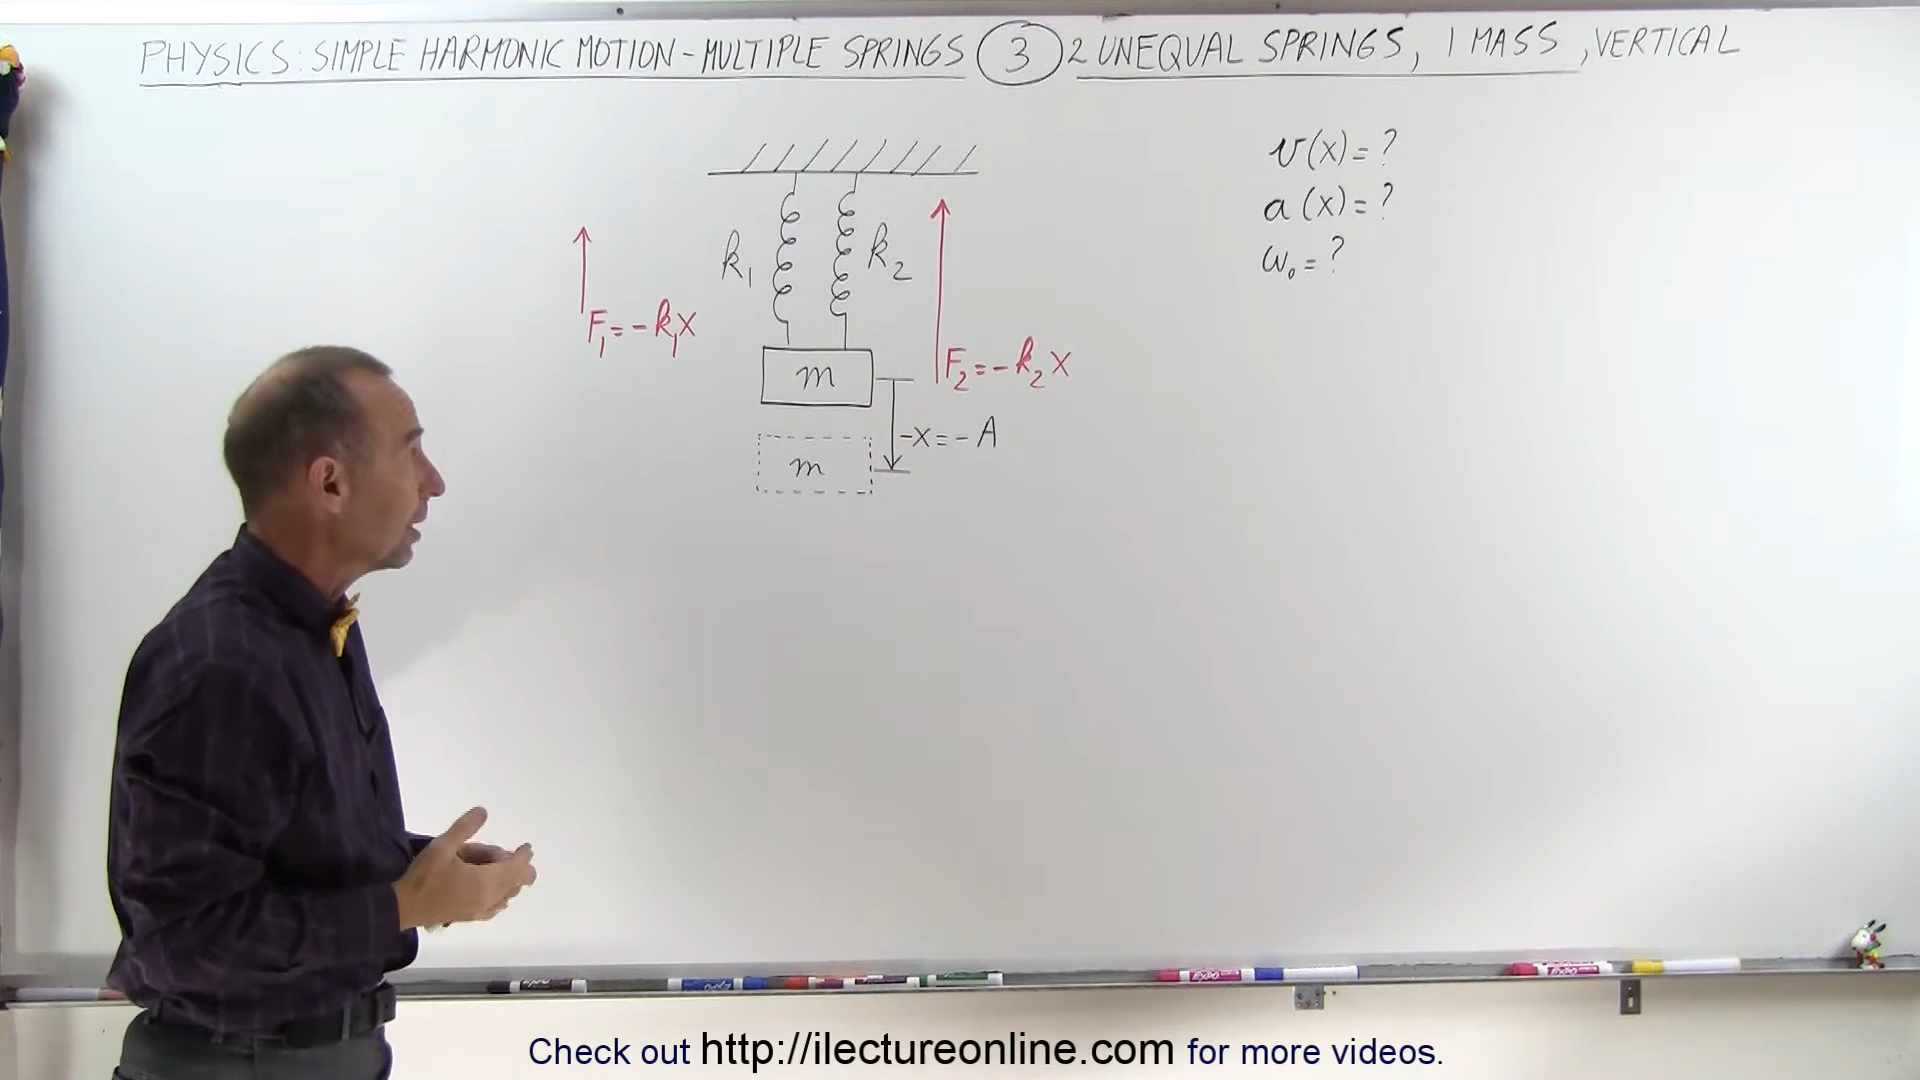 PHYSICS: SIMPLE HARMONIC MOTION - MULTIPLE SPRINGS 3 2 UNEQUAL SPRINGS, 1 MASS, VERTICAL
v(x) = ?
a(x) = ?
ω₀ = ?
k₁
k₂
F₁ = -k₁x
F₂ = -k₂x
m
-x = -A
m
Check out http://ilectureonline.com for more videos.